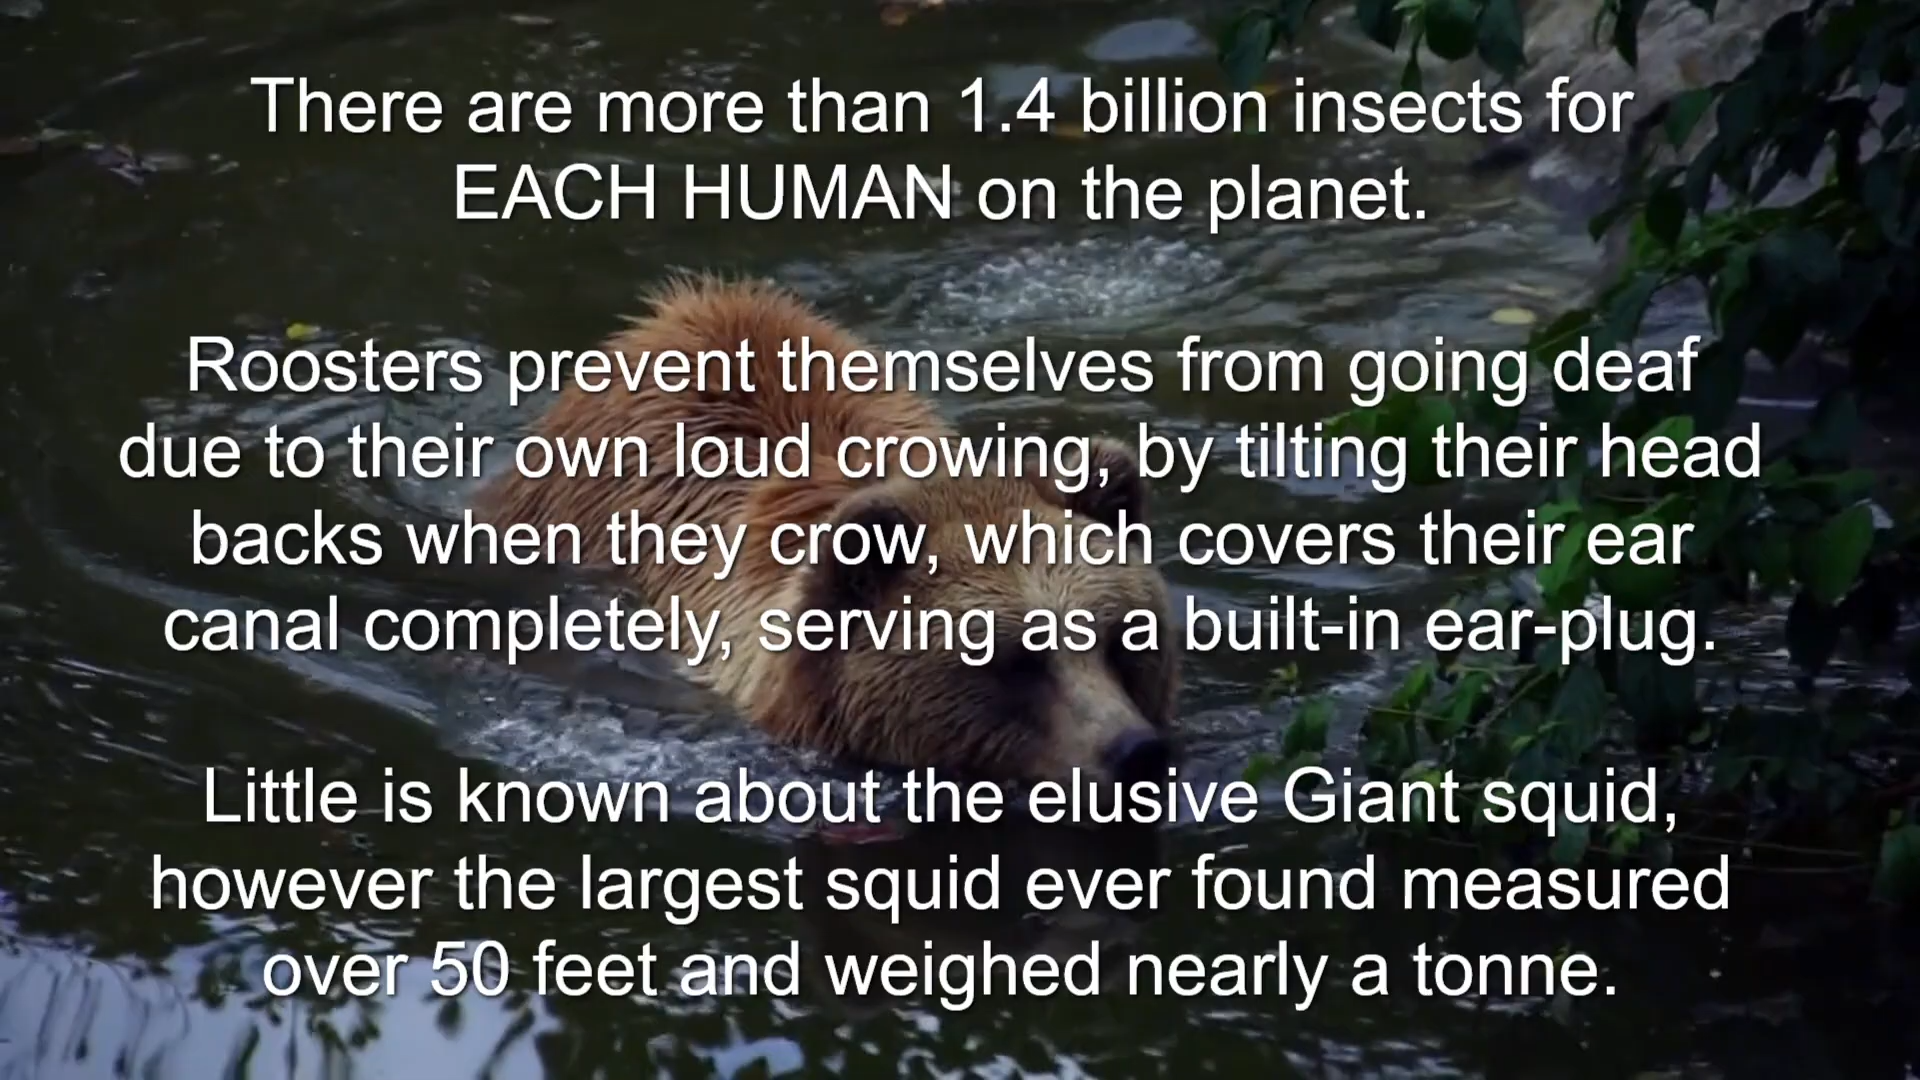 There are more than 1.4 billion insects for
EACH HUMAN on the planet.
Roosters prevent themselves from going deaf
due to their own loud crowing, by tilting their head
backs when they crow, which covers their ear
canal completely, serving as a built-in ear-plug.
Little is known about the elusive Giant squid,
however the largest squid ever found measured
over 50 feet and weighed nearly a tonne.